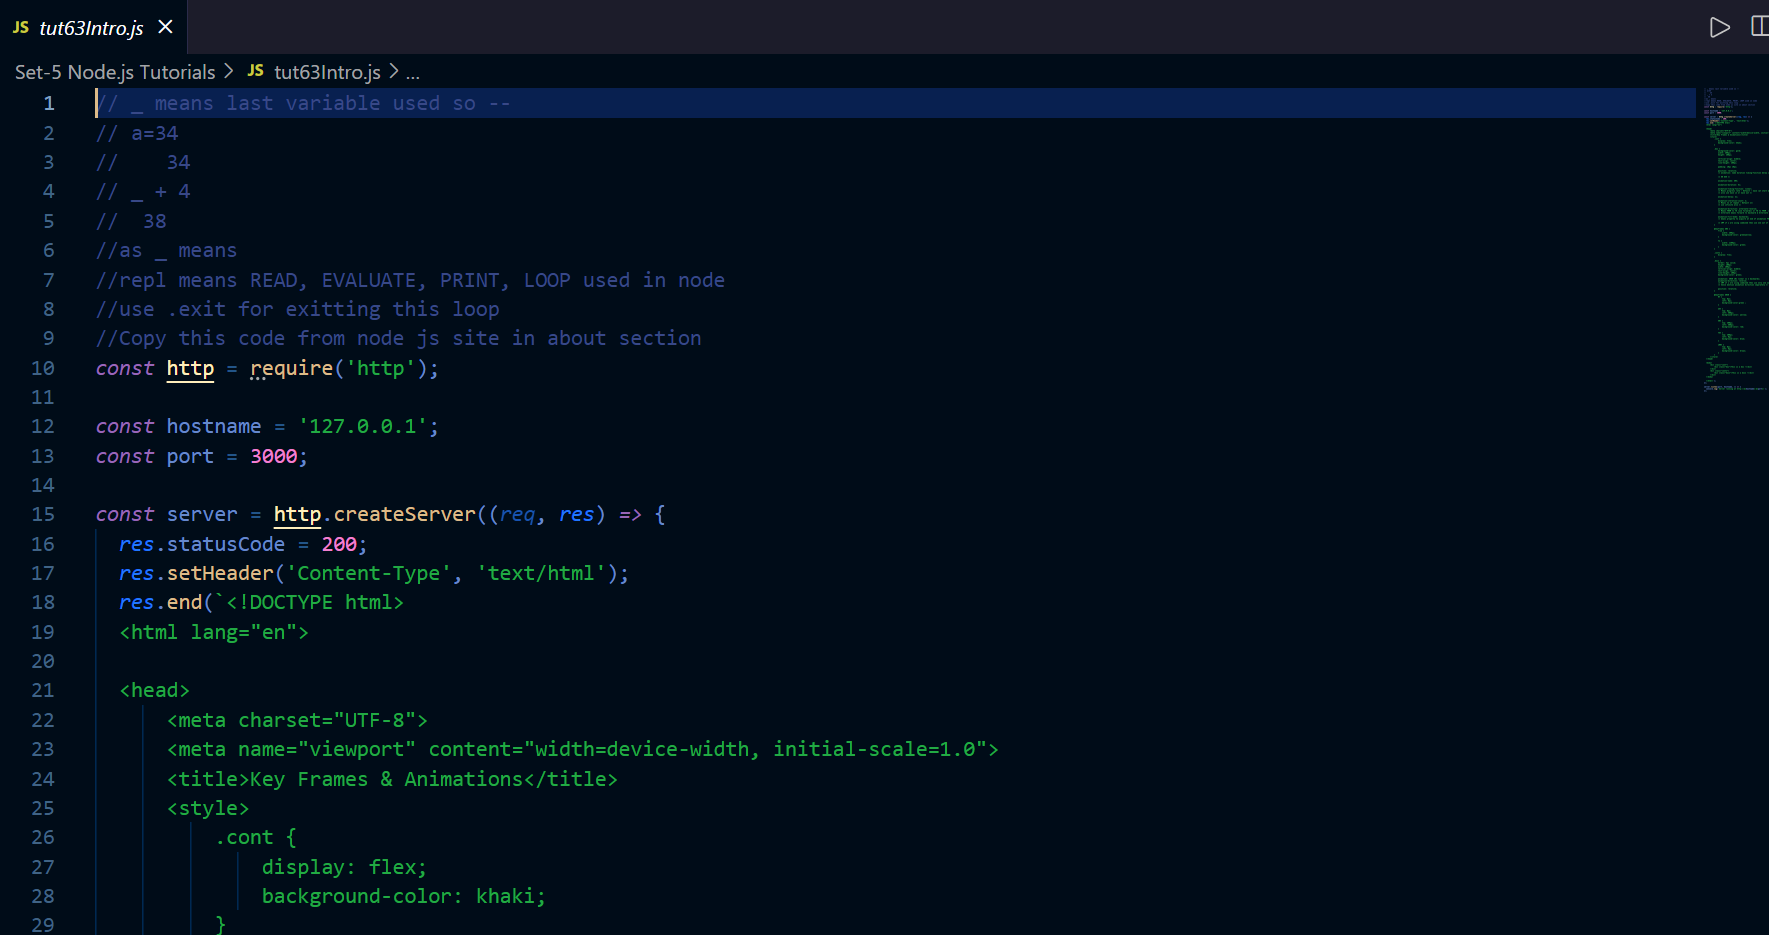 JS tut63Intro.js
Set-5 Node.js Tutorials > JS tut63Intro.js > ...
1 // _ means last variable used so --
2 // a=34
3 //    34
4 // _ + 4
5 //  38
6 //as _ means
7 //repl means READ, EVALUATE, PRINT, LOOP used in node
8 //use .exit for exitting this loop
9 //Copy this code from node js site in about section
10 const http = require('http');
11
12 const hostname = '127.0.0.1';
13 const port = 3000;
14
15 const server = http.createServer((req, res) => {
16   res.statusCode = 200;
17   res.setHeader('Content-Type', 'text/html');
18   res.end(`<!DOCTYPE html>
19   <html lang="en">
20
21   <head>
22       <meta charset="UTF-8">
23       <meta name="viewport" content="width=device-width, initial-scale=1.0">
24       <title>Key Frames & Animations</title>
25       <style>
26           .cont {
27               display: flex;
28               background-color: khaki;
29           }